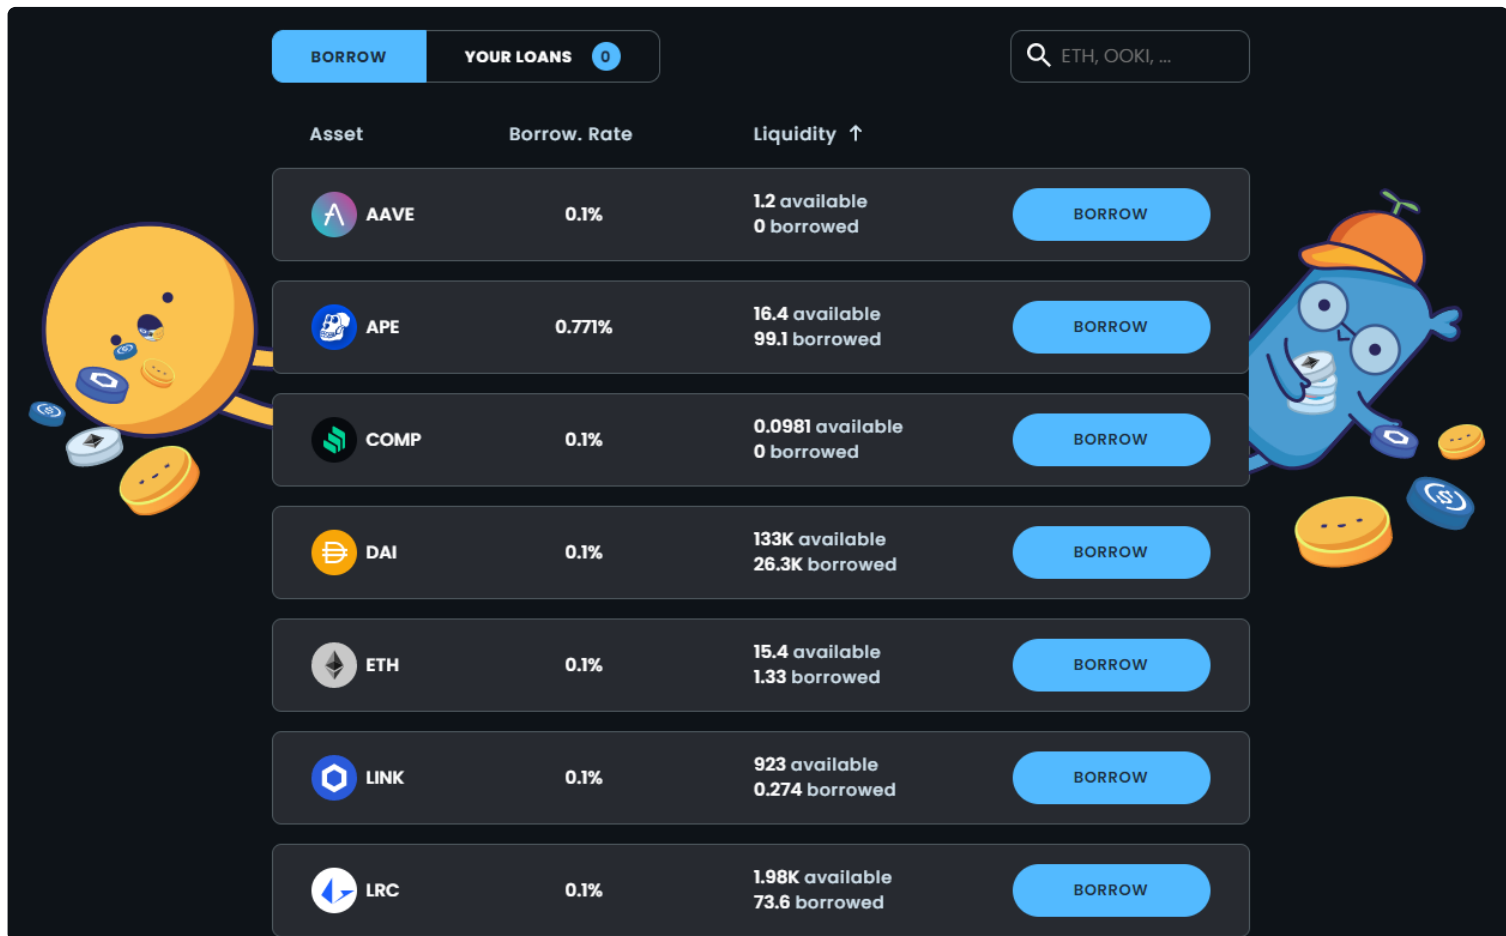 BORROW YOUR LOANS 0 ETH, OOKI, ...
Asset Borrow. Rate Liquidity ↑
AAVE 0.1% 1.2 available BORROW
0 borrowed
APE 0.771% 16.4 available BORROW
99.1 borrowed
COMP 0.1% 0.0981 available BORROW
0 borrowed
DAI 0.1% 133K available BORROW
26.3K borrowed
ETH 0.1% 15.4 available BORROW
1.33 borrowed
LINK 0.1% 923 available BORROW
0.274 borrowed
LRC 0.1% 1.98K available BORROW
73.6 borrowed